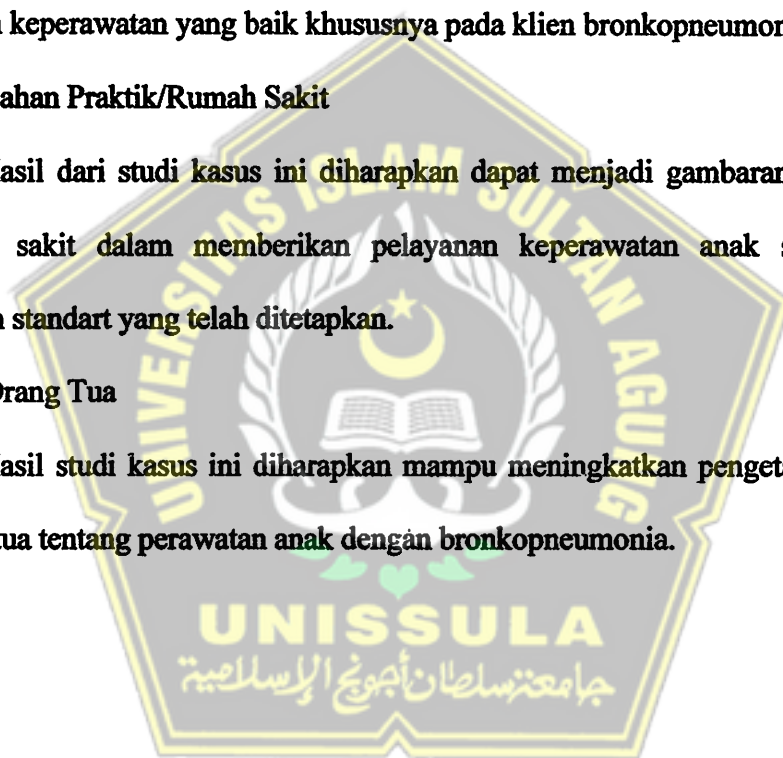 keperawatan yang baik khususnya pada klien bronkopneumon
ahan Praktik/Rumah Sakit
asil dari studi kasus ini diharapkan dapat menjadi gambaran
sakit dalam memberikan pelayanan keperawatan anak s
standart yang telah ditetapkan.
Orang Tua
asil studi kasus ini diharapkan mampu meningkatkan penget
tua tentang perawatan anak dengan bronkopneumonia.
UNIVERSITAS ISLAM SULTAN AGUNG
UNISSULA
جامعة سلطان أجونج الإسلامية